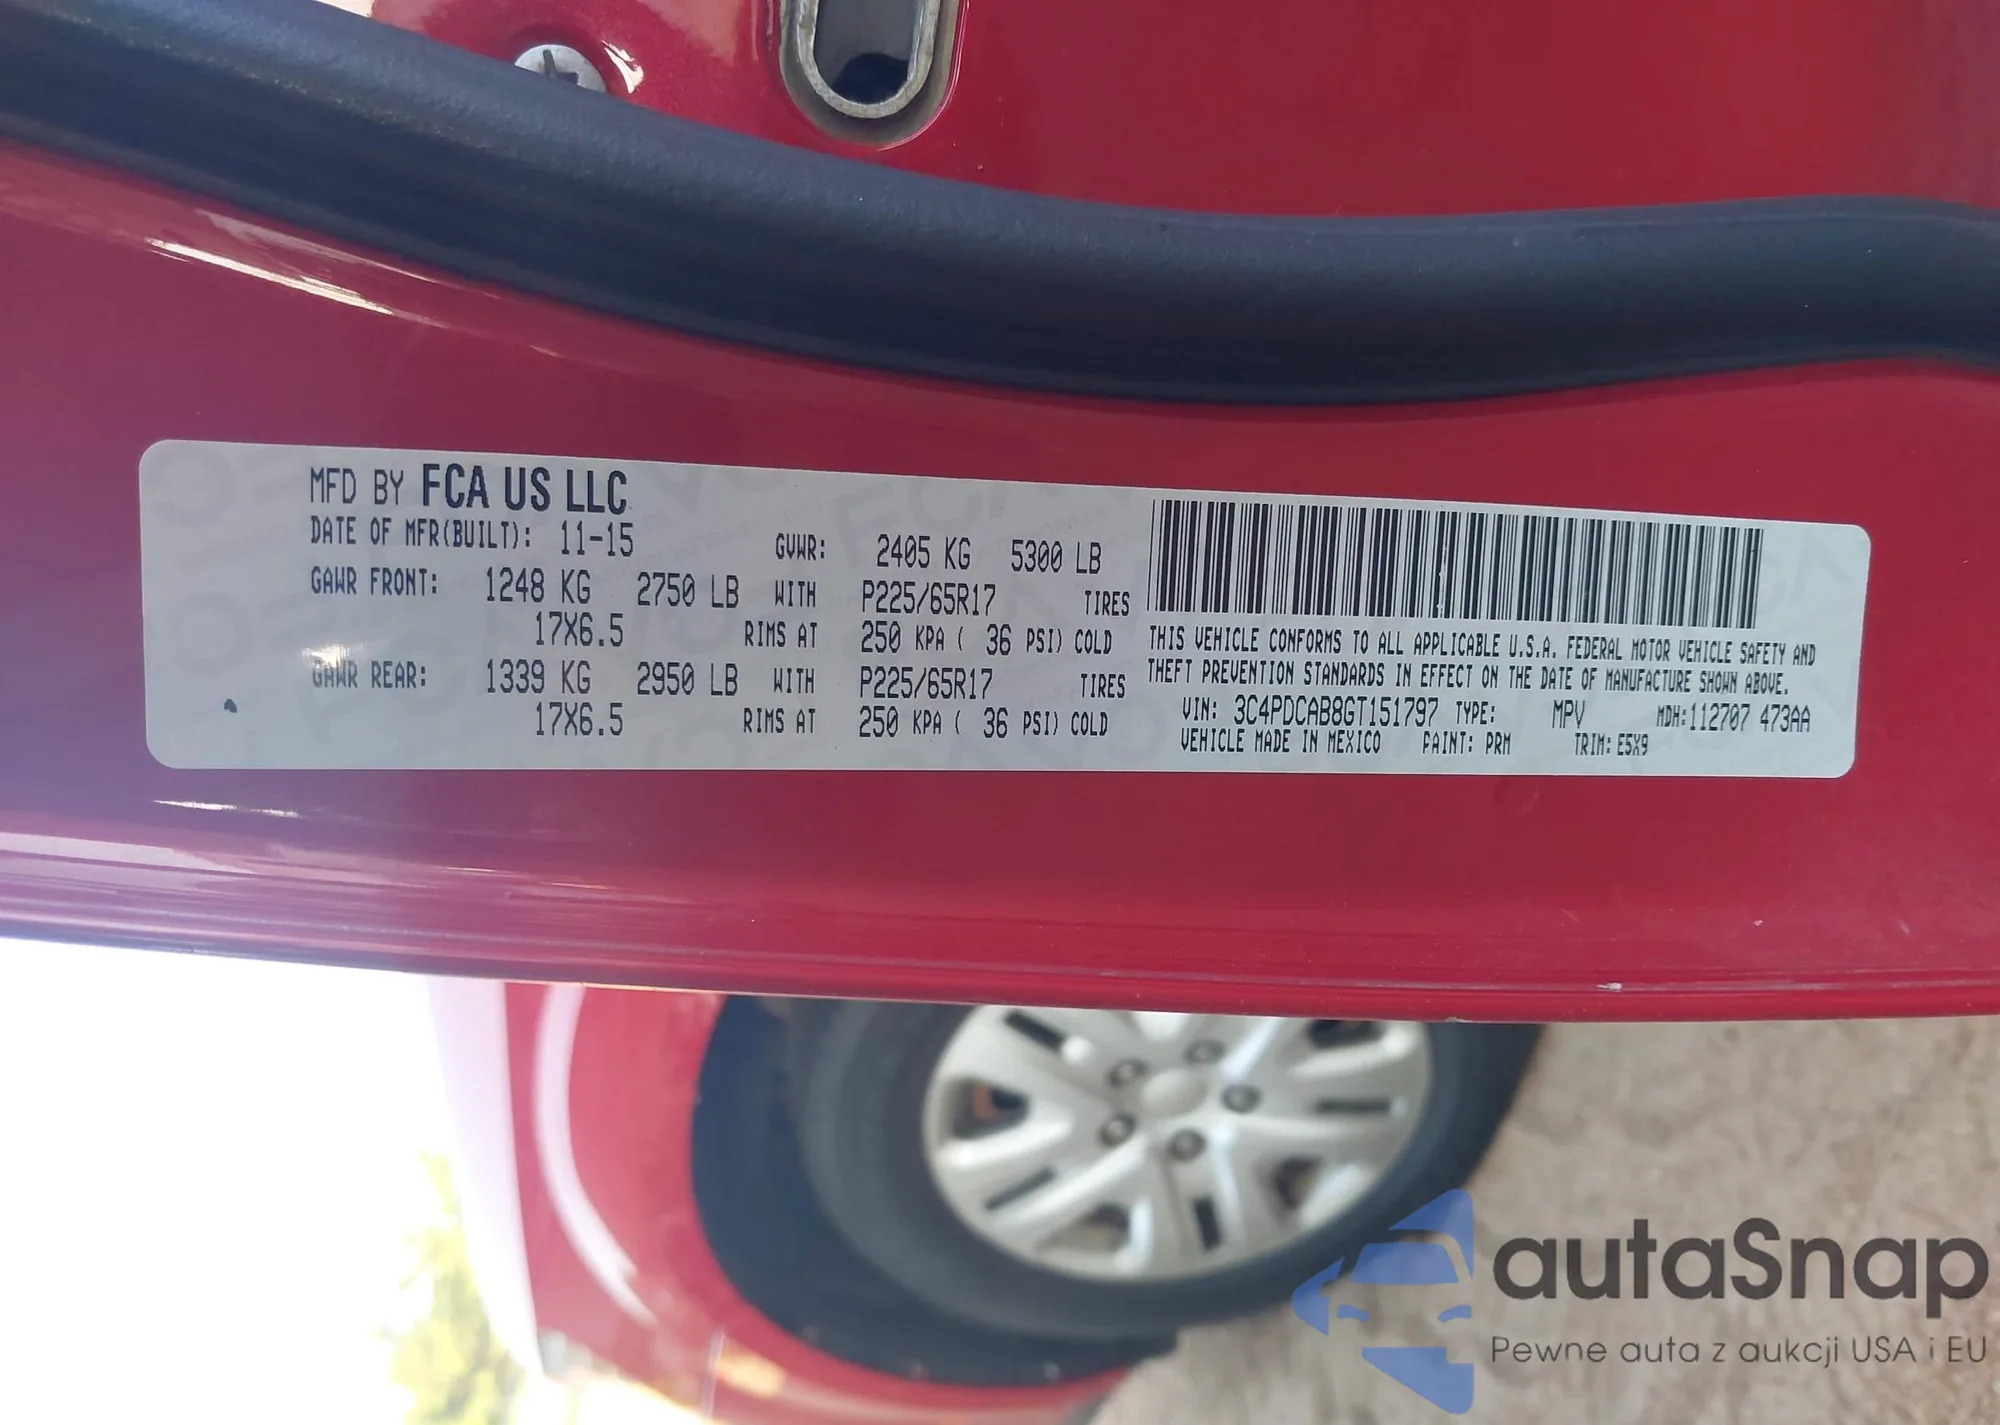 MFD BY FCA US LLC
DATE OF MFR(BUILT): 11-15 GVWR: 2405 KG 5300 LB
GAWR FRONT: 1248 KG 2750 LB WITH P225/65R17 TIRES
17X6.5 RIMS AT 250 KPA ( 36 PSI) COLD
GAWR REAR: 1339 KG 2950 LB WITH P225/65R17 TIRES
17X6.5 RIMS AT 250 KPA ( 36 PSI) COLD
THIS VEHICLE CONFORMS TO ALL APPLICABLE U.S.A. FEDERAL MOTOR VEHICLE SAFETY AND
THEFT PREVENTION STANDARDS IN EFFECT ON THE DATE OF MANUFACTURE SHOWN ABOVE.
VIN: 3C4PDCAB8GT151797 TYPE: MPV MDH:112707 473AA
VEHICLE MADE IN MEXICO PAINT: PRM TRIM: E5X9
autaSnap
Pewne auta z aukcji USA i EU